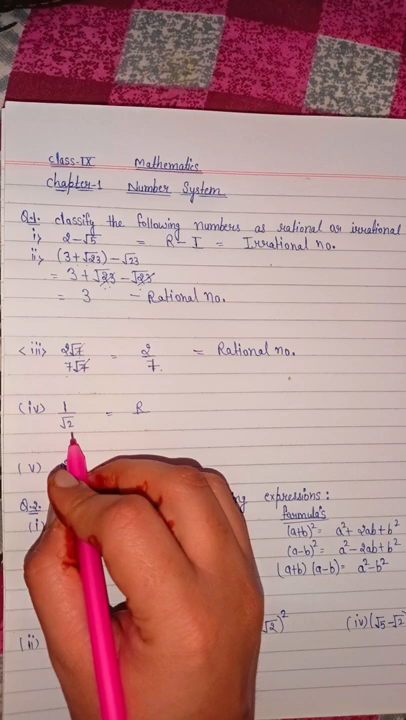 Class-IX Mathematics
Chapter-1 Number System
Q.1. Classify the following numbers as rational or irrational
i) 2-√5 = R-I = Irrational no.
ii) (3+√23)-√23
= 3+√23-√23
= 3 - Rational no.
(iii) 2√7/7√7 = 2/7. = Rational no.
(iv) 1/√2 = R
(v)
Q.2 expressions:
(i) formula's
(a+b)² = a²+2ab+b²
(a-b)² = a²-2ab+b²
(a+b)(a-b) = a²-b²
(ii) √2)² (iv) (√5-√2